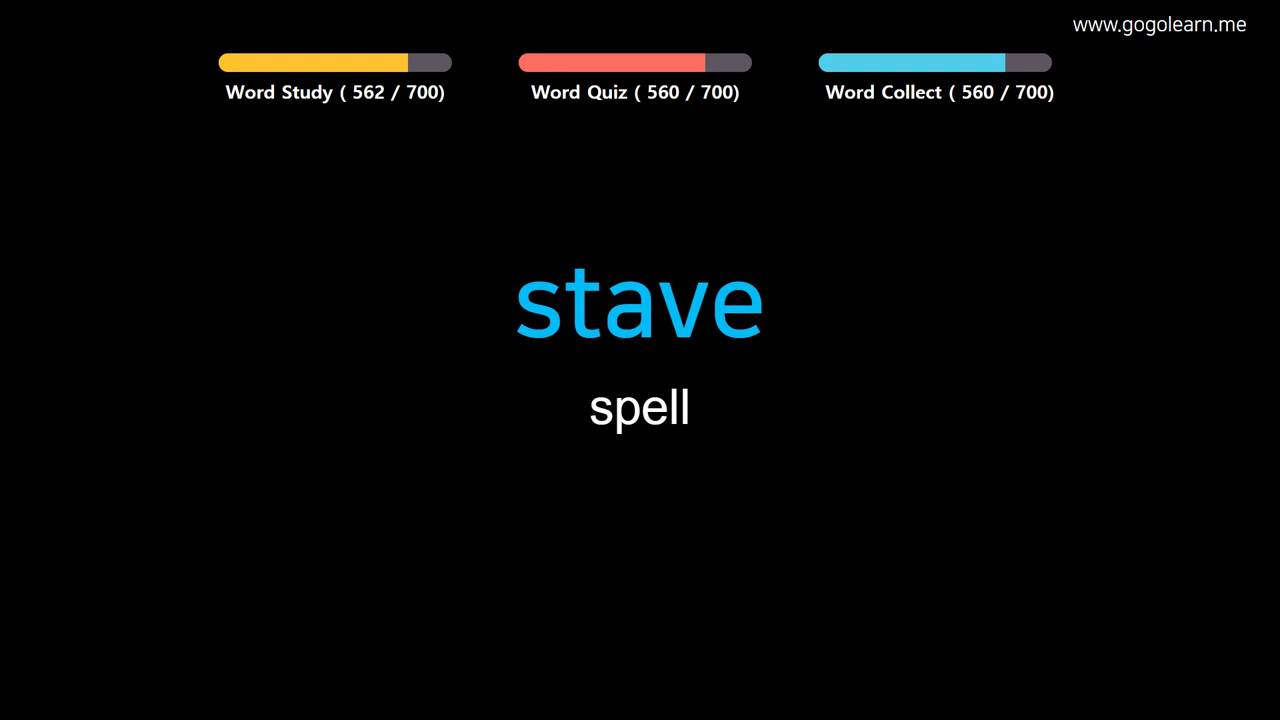 www.gogolearn.me
Word Study ( 562 / 700)
Word Quiz ( 560 / 700)
Word Collect ( 560 / 700)
stave
spell